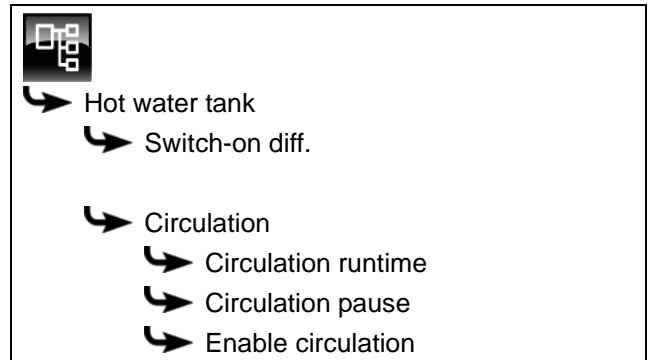 Hot water tank
Switch-on diff.
Circulation
Circulation runtime
Circulation pause
Enable circulation